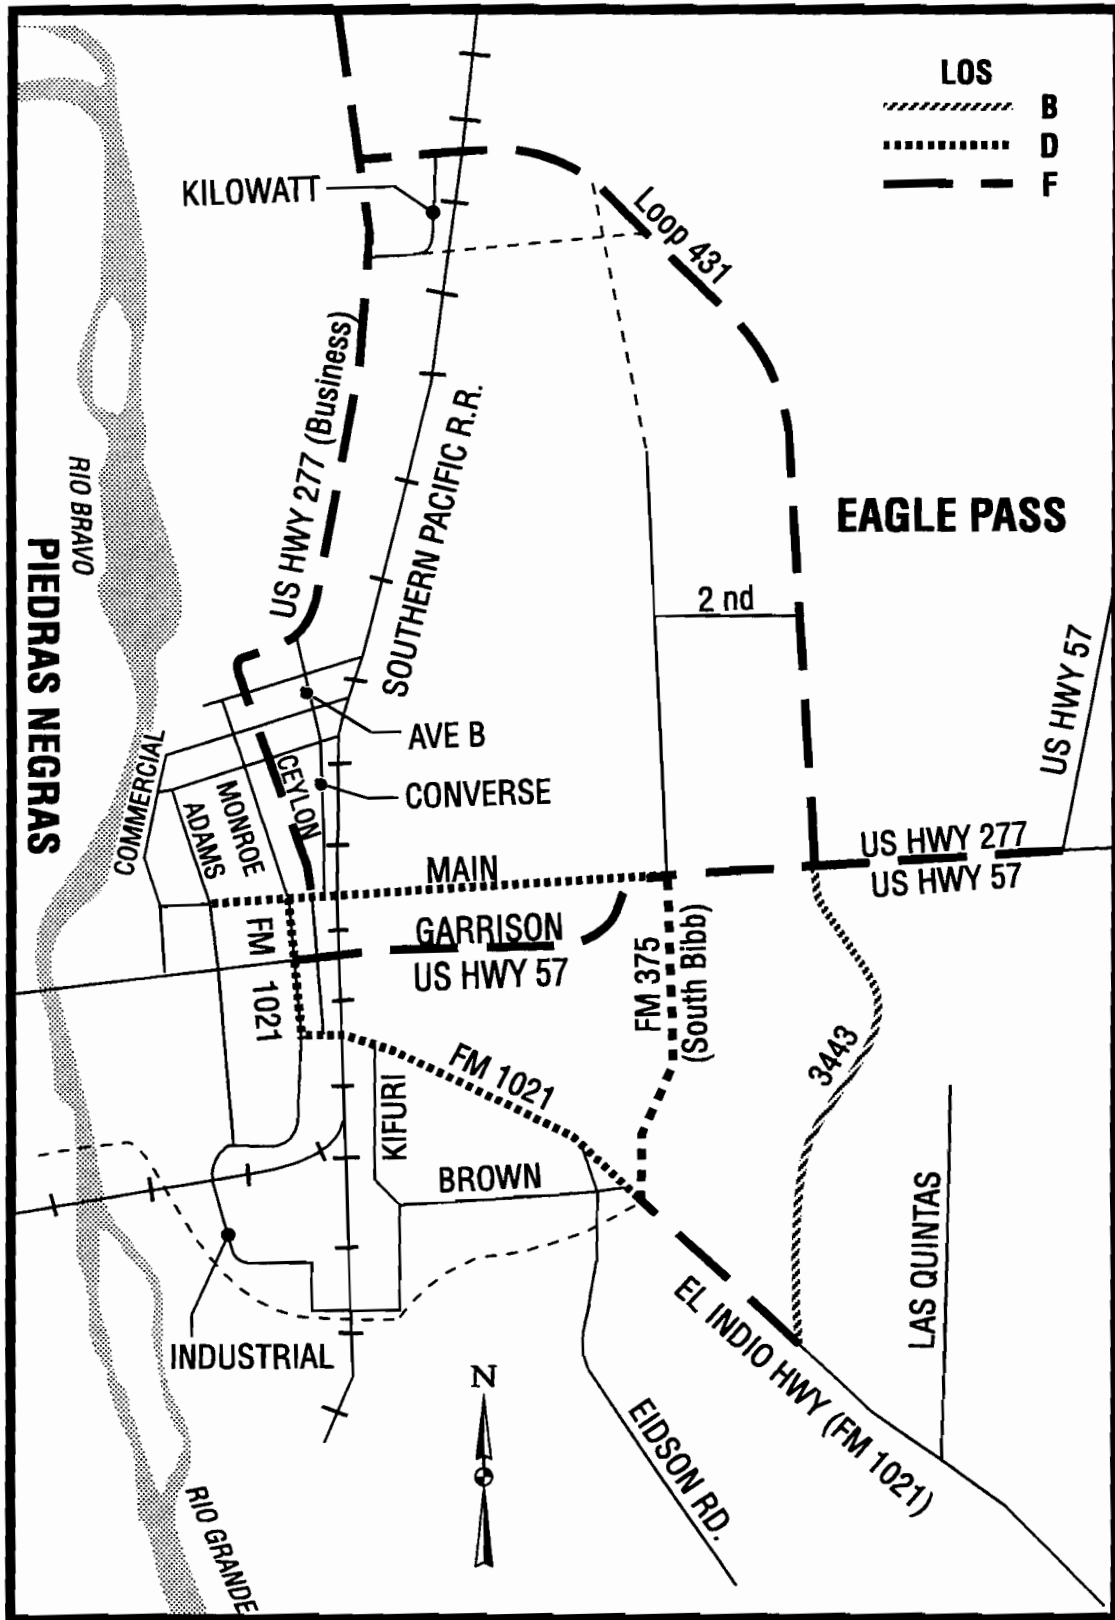 LOS
B
D
F
KILOWATT
Loop 431
US HWY 277 (Business)
SOUTHERN PACIFIC R.R.
RIO BRAVO
PIEDRAS NEGRAS
EAGLE PASS
2 nd
US HWY 57
AVE B
CONVERSE
COMMERCIAL
ADAMS
MONROE
CEYLON
MAIN
US HWY 277
US HWY 57
GARRISON
US HWY 57
FM 1021
FM 375
(South Bibb)
3443
FM 1021
KIFURI
BROWN
LAS QUINTAS
INDUSTRIAL
EL INDIO HWY (FM 1021)
N
EIDSON RD.
RIO GRANDE